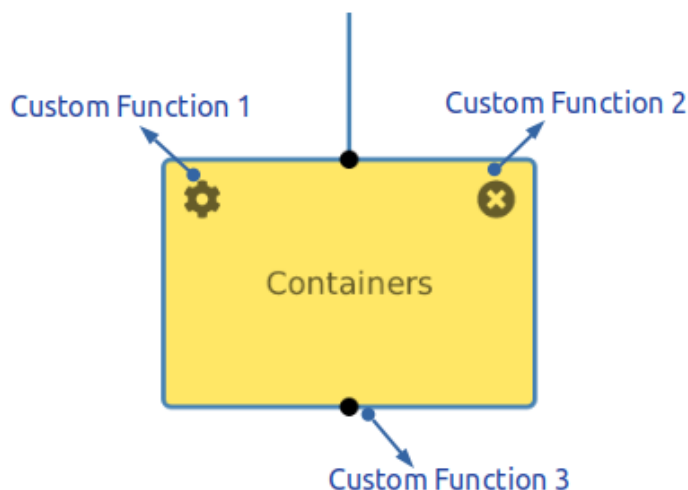 Custom Function 1
Custom Function 2
Containers
Custom Function 3